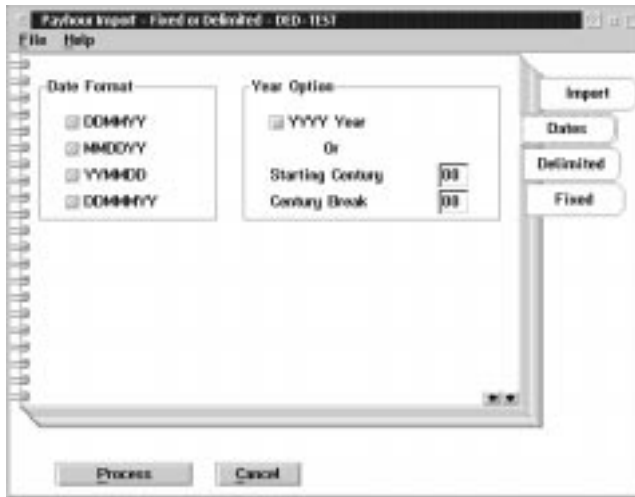 Payhour Import - Fixed or Delimited - DED-TEST
File Help
Date Format
DDMMYY
MMDDYY
YYMMDD
DDMMMYY
Year Option
YYYY Year
Or
Starting Century 00
Century Break 00
Import
Dates
Delimited
Fixed
Process Cancel